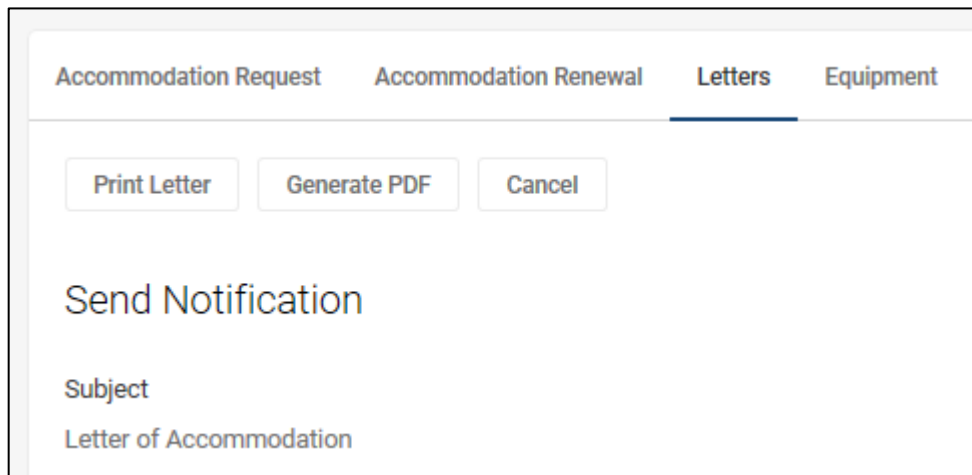 Accommodation Request Accommodation Renewal Letters Equipment
Print Letter Generate PDF Cancel
Send Notification
Subject
Letter of Accommodation